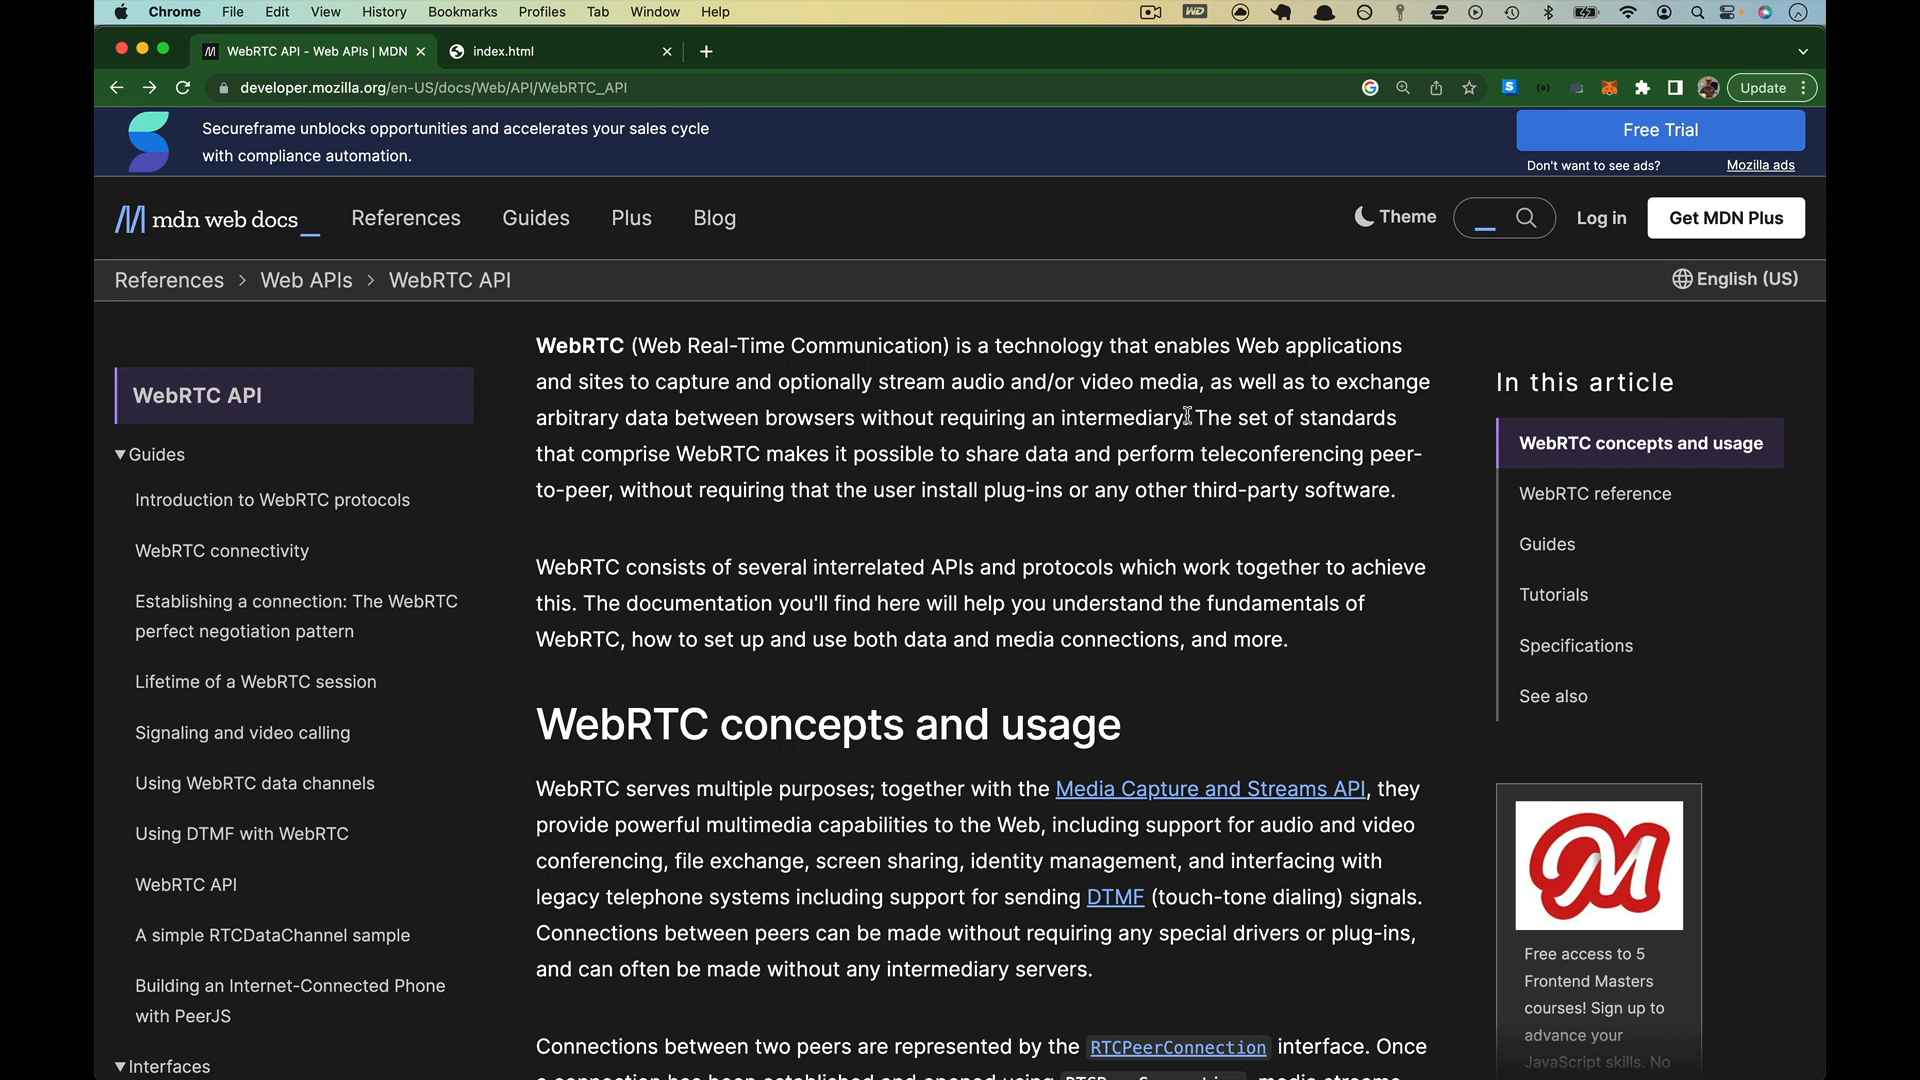 Chrome File Edit View History Bookmarks Profiles Tab Window Help
WebRTC API - Web APIs | MDN
index.html
developer.mozilla.org/en-US/docs/Web/API/WebRTC_API
Update
Secureframe unblocks opportunities and accelerates your sales cycle
with compliance automation.
Free Trial
Don't want to see ads? Mozilla ads
mdn web docs_ References Guides Plus Blog
Theme
Log in
Get MDN Plus
References > Web APIs > WebRTC API
English (US)
WebRTC API
Guides
Introduction to WebRTC protocols
WebRTC connectivity
Establishing a connection: The WebRTC
perfect negotiation pattern
Lifetime of a WebRTC session
Signaling and video calling
Using WebRTC data channels
Using DTMF with WebRTC
WebRTC API
A simple RTCDataChannel sample
Building an Internet-Connected Phone
with PeerJS
Interfaces
WebRTC (Web Real-Time Communication) is a technology that enables Web applications
and sites to capture and optionally stream audio and/or video media, as well as to exchange
arbitrary data between browsers without requiring an intermediary. The set of standards
that comprise WebRTC makes it possible to share data and perform teleconferencing peer-
to-peer, without requiring that the user install plug-ins or any other third-party software.
WebRTC consists of several interrelated APIs and protocols which work together to achieve
this. The documentation you'll find here will help you understand the fundamentals of
WebRTC, how to set up and use both data and media connections, and more.
WebRTC concepts and usage
WebRTC serves multiple purposes; together with the Media Capture and Streams API, they
provide powerful multimedia capabilities to the Web, including support for audio and video
conferencing, file exchange, screen sharing, identity management, and interfacing with
legacy telephone systems including support for sending DTMF (touch-tone dialing) signals.
Connections between peers can be made without requiring any special drivers or plug-ins,
and can often be made without any intermediary servers.
Connections between two peers are represented by the RTCPeerConnection interface. Once
In this article
WebRTC concepts and usage
WebRTC reference
Guides
Tutorials
Specifications
See also
M
Free access to 5
Frontend Masters
courses! Sign up to
advance your
JavaScript skills. No